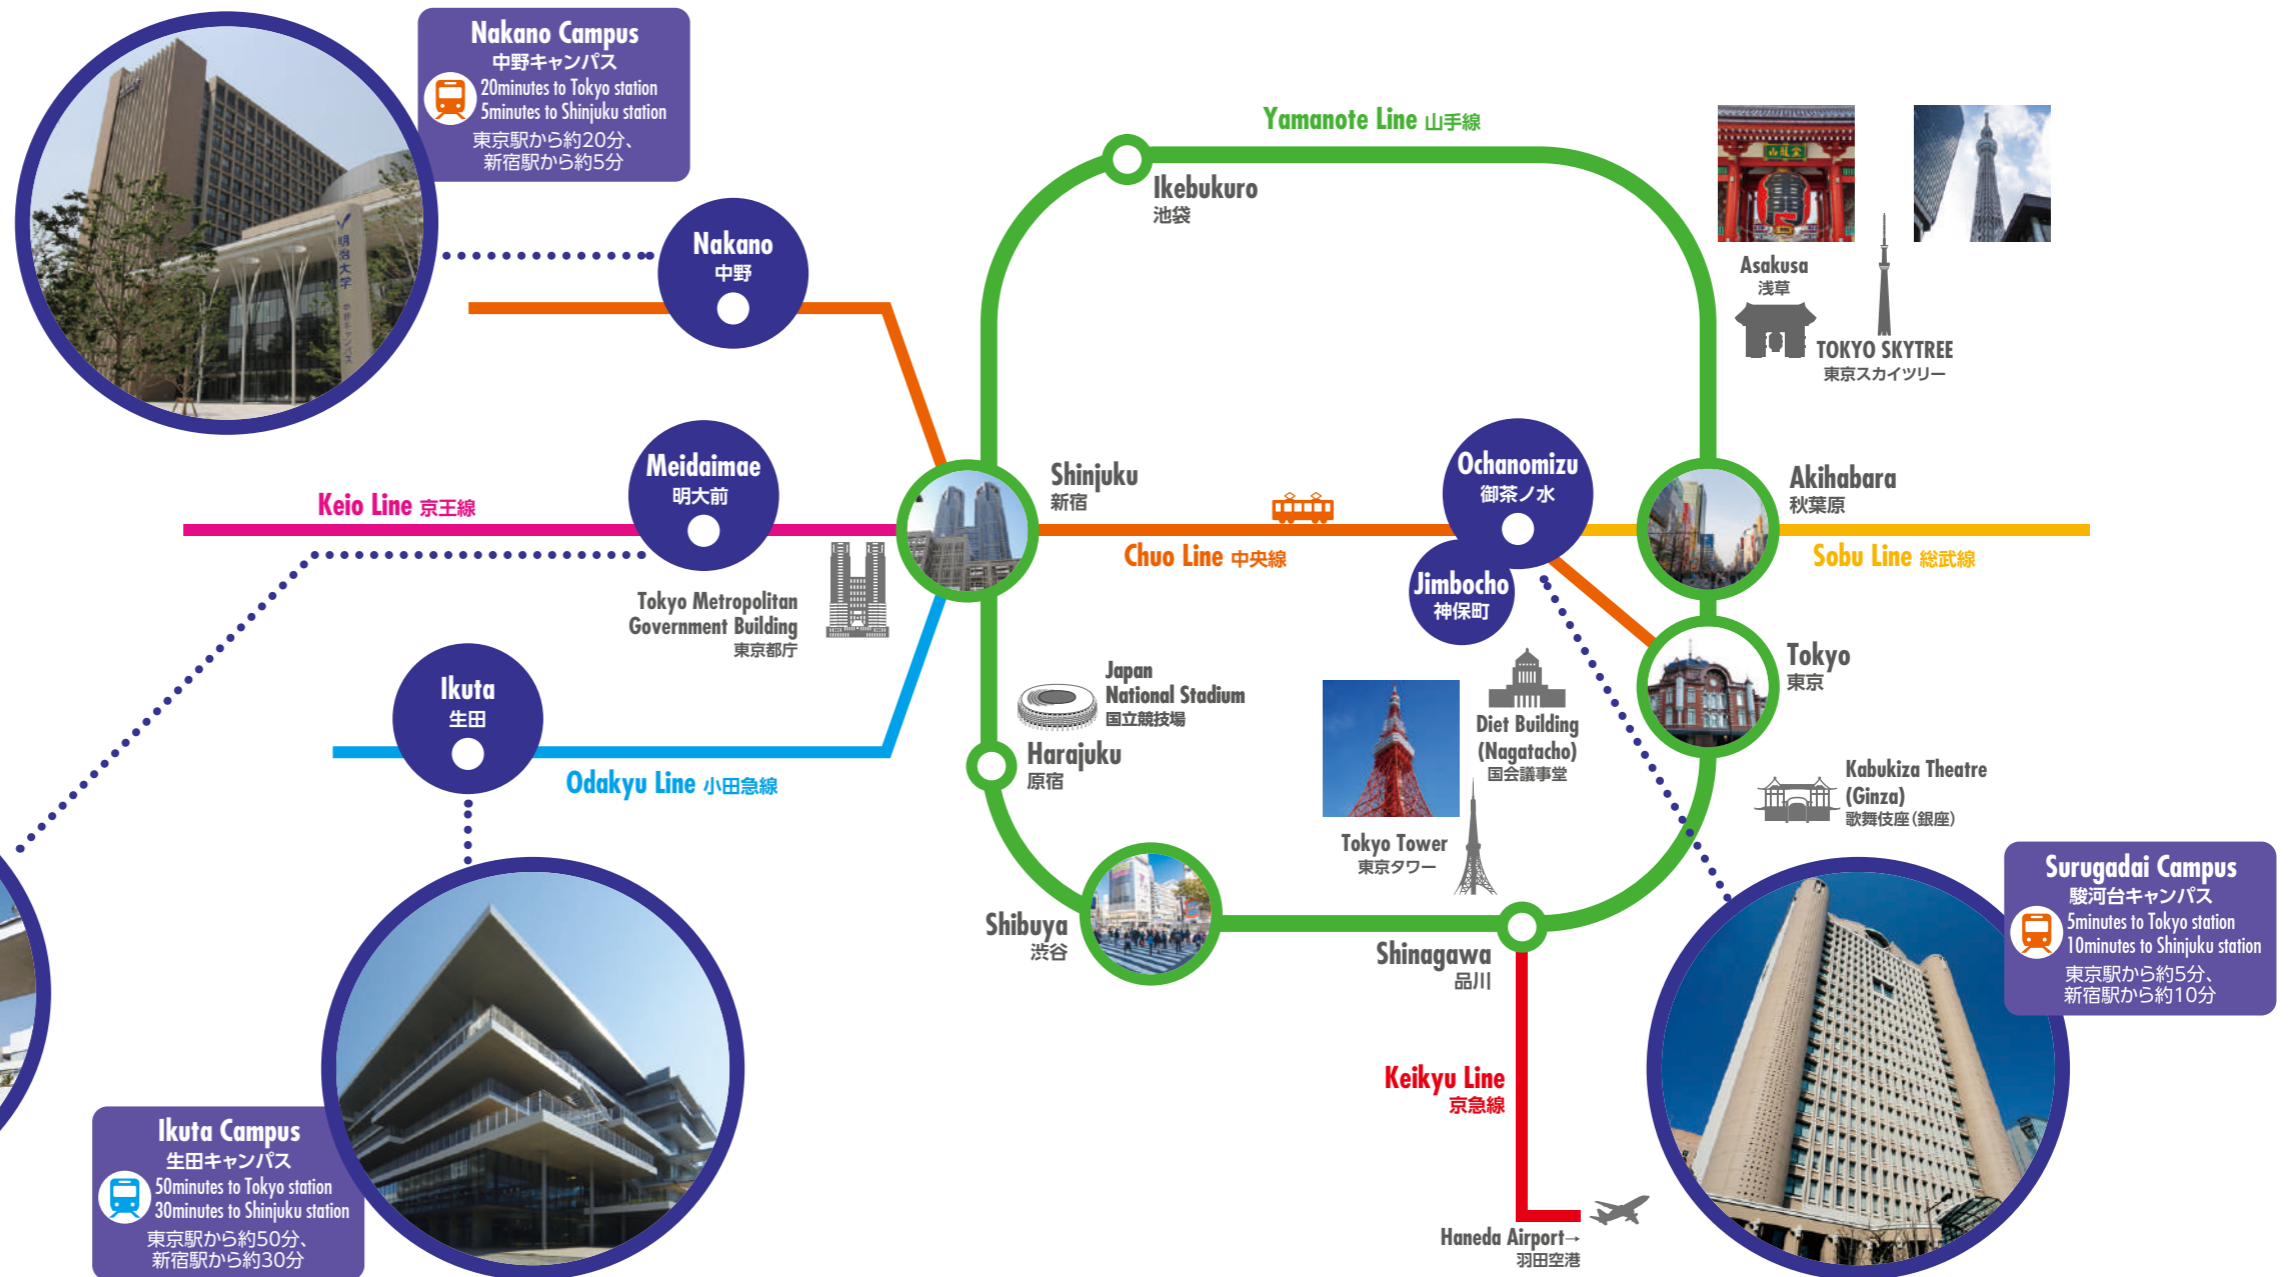 Nakano Campus
中野キャンパス
20minutes to Tokyo station
5minutes to Shinjuku station
東京駅から約20分、
新宿駅から約5分
明治大学 中野キャンパス
Yamanote Line 山手線
Ikebukuro
池袋
Nakano
中野
Asakusa
浅草
TOKYO SKYTREE
東京スカイツリー
Meidaimae
明大前
Keio Line 京王線
Shinjuku
新宿
Ochanomizu
御茶ノ水
Akihabara
秋葉原
Chuo Line 中央線
Sobu Line 総武線
Jimbocho
神保町
Tokyo Metropolitan
Government Building
東京都庁
Ikuta
生田
Odakyu Line 小田急線
Japan
National Stadium
国立競技場
Harajuku
原宿
Tokyo
東京
Diet Building
(Nagatacho)
国会議事堂
Kabukiza Theatre
(Ginza)
歌舞伎座(銀座)
Tokyo Tower
東京タワー
Shibuya
渋谷
Shinagawa
品川
Surugadai Campus
駿河台キャンパス
5minutes to Tokyo station
10minutes to Shinjuku station
東京駅から約5分、
新宿駅から約10分
Keikyu Line
京急線
Ikuta Campus
生田キャンパス
50minutes to Tokyo station
30minutes to Shinjuku station
東京駅から約50分、
新宿駅から約30分
Haneda Airport→
羽田空港